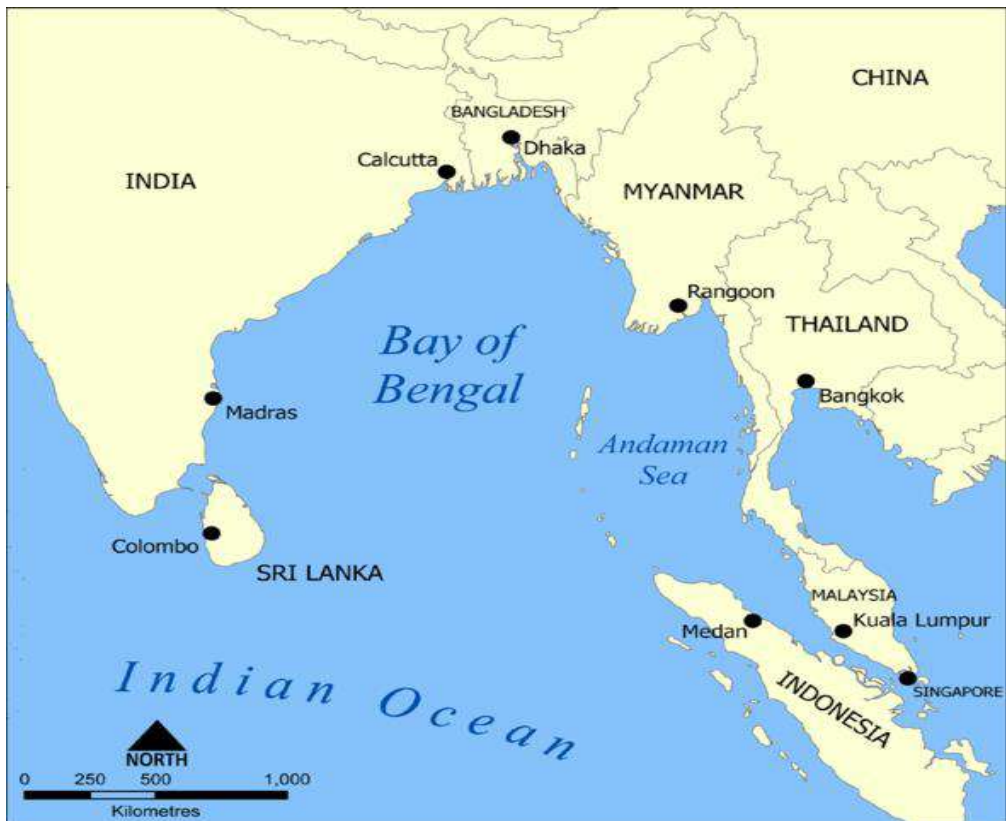 CHINA
BANGLADESH
Dhaka
Calcutta
INDIA
MYANMAR
Rangoon
Bay of
Bengal
THAILAND
Bangkok
Madras
Andaman
Sea
Colombo
SRI LANKA
MALAYSIA
Kuala Lumpur
Medan
SINGAPORE
INDONESIA
Indian Ocean
NORTH
0 250 500 1,000
Kilometres